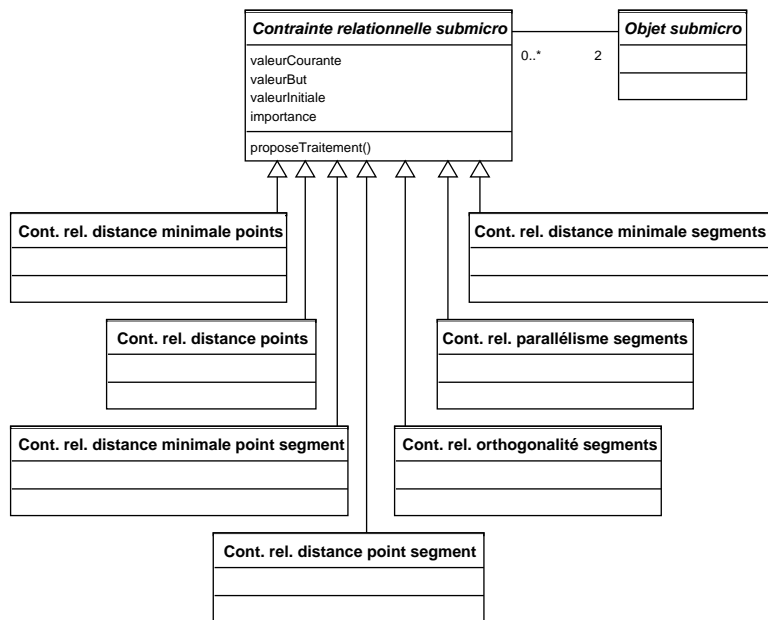 Contrainte relationnelle submicro
Objet submicro
0..*
2
valeurCourante
valeurBut
valeurInitiale
importance
proposeTraitement()
Cont. rel. distance minimale points
Cont. rel. distance minimale segments
Cont. rel. distance points
Cont. rel. parallélisme segments
Cont. rel. distance minimale point segment
Cont. rel. orthogonalité segments
Cont. rel. distance point segment